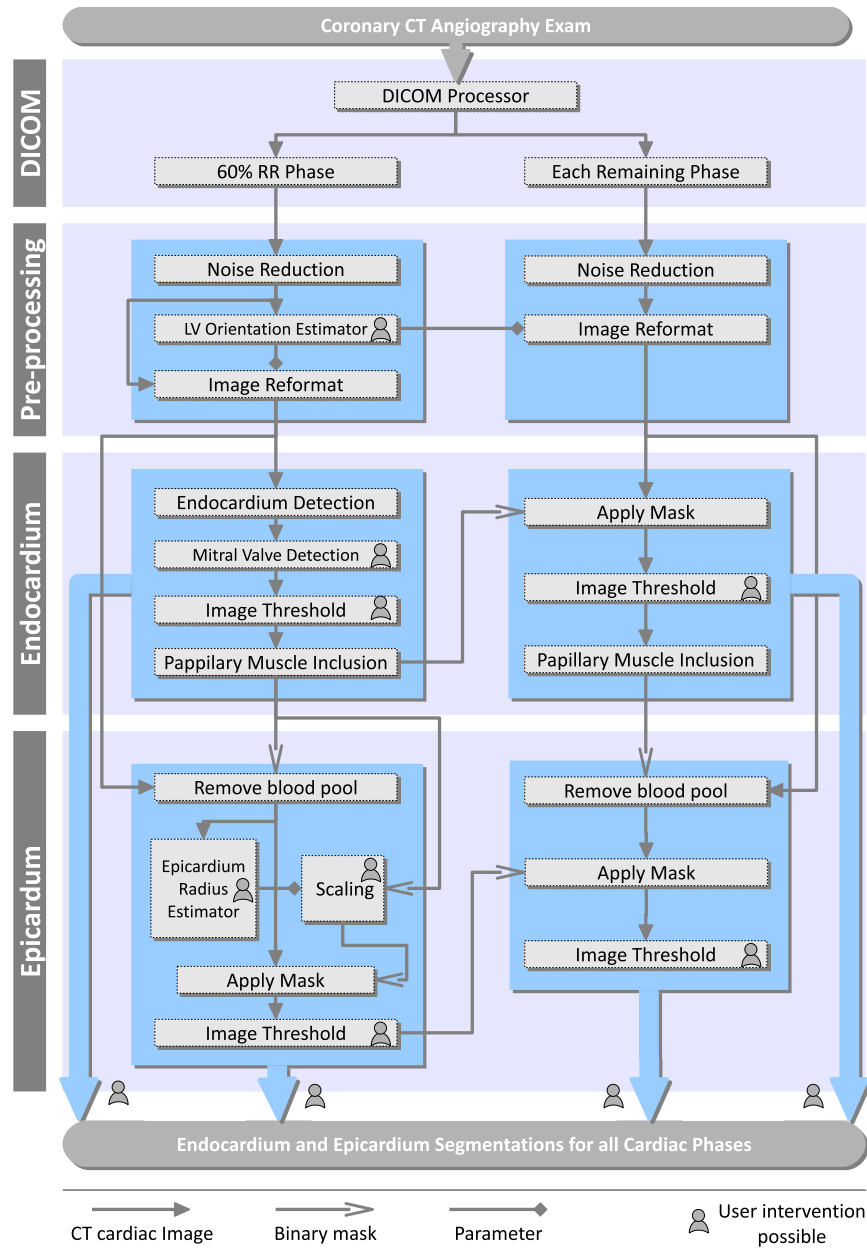 Coronary CT Angiography Exam
DICOM
DICOM Processor
60% RR Phase
Each Remaining Phase
Pre-processing
Noise Reduction
LV Orientation Estimator
Image Reformat
Noise Reduction
Image Reformat
Endocardium
Endocardium Detection
Mitral Valve Detection
Image Threshold
Pappilary Muscle Inclusion
Apply Mask
Image Threshold
Papillary Muscle Inclusion
Epicardum
Remove blood pool
Epicardium
Radius
Estimator
Scaling
Apply Mask
Image Threshold
Remove blood pool
Apply Mask
Image Threshold
Endocardium and Epicardium Segmentations for all Cardiac Phases
CT cardiac Image
Binary mask
Parameter
User intervention
possible